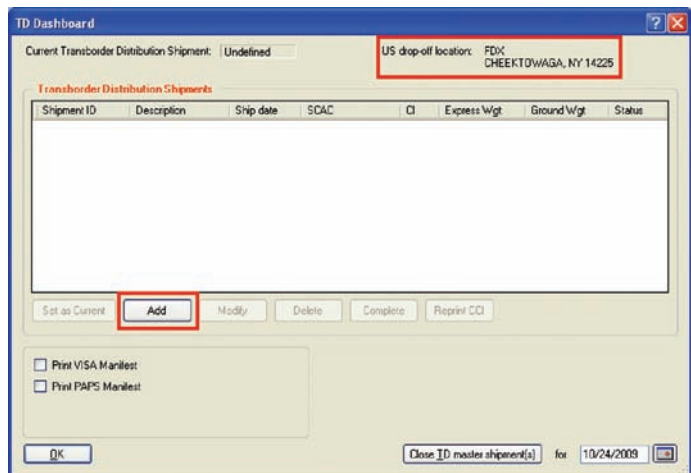 TD Dashboard
Current Transborder Distribution Shipment: Undefined
US drop-off location: FDX
CHEEKTOWAGA, NY 14225
Transborder Distribution Shipments
Shipment ID Description Ship date SCAC CI Express Wgt Ground Wgt Status
Set as Current Add Modify Delete Complete Reprint CCI
Print VISA Manifest
Print PAPS Manifest
OK Close TD master shipment(s) for 10/24/2009